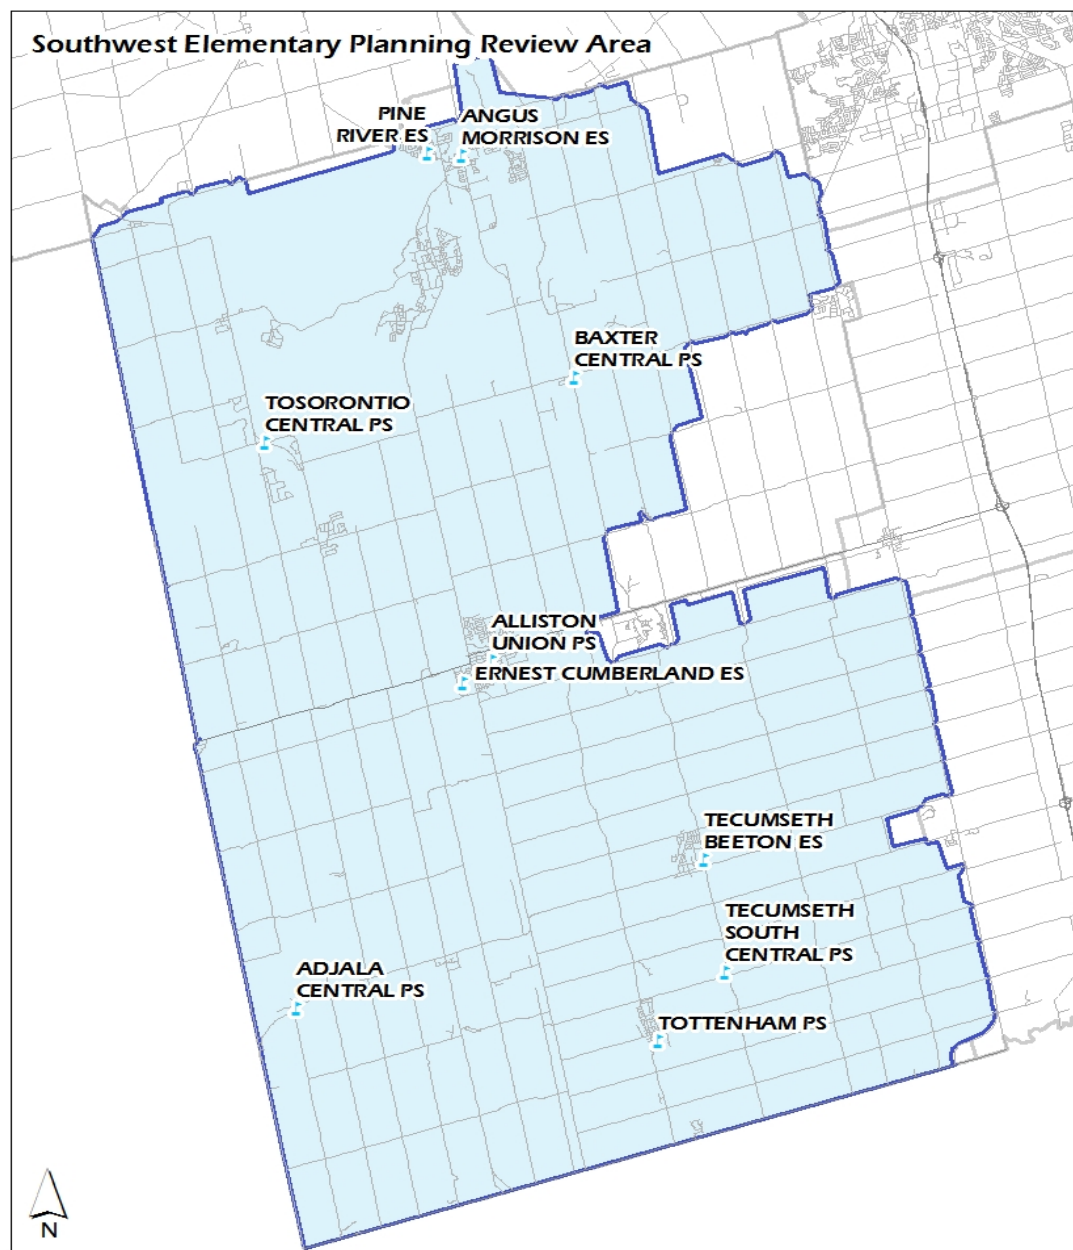 Southwest Elementary Planning Review Area
PINE
RIVER ES
ANGUS
MORRISON ES
BAXTER
CENTRAL PS
TOSORONTIO
CENTRAL PS
ALLISTON
UNION PS
ERNEST CUMBERLAND ES
TECUMSETH
BEETON ES
TECUMSETH
SOUTH
CENTRAL PS
ADJALA
CENTRAL PS
TOTTENHAM PS
N